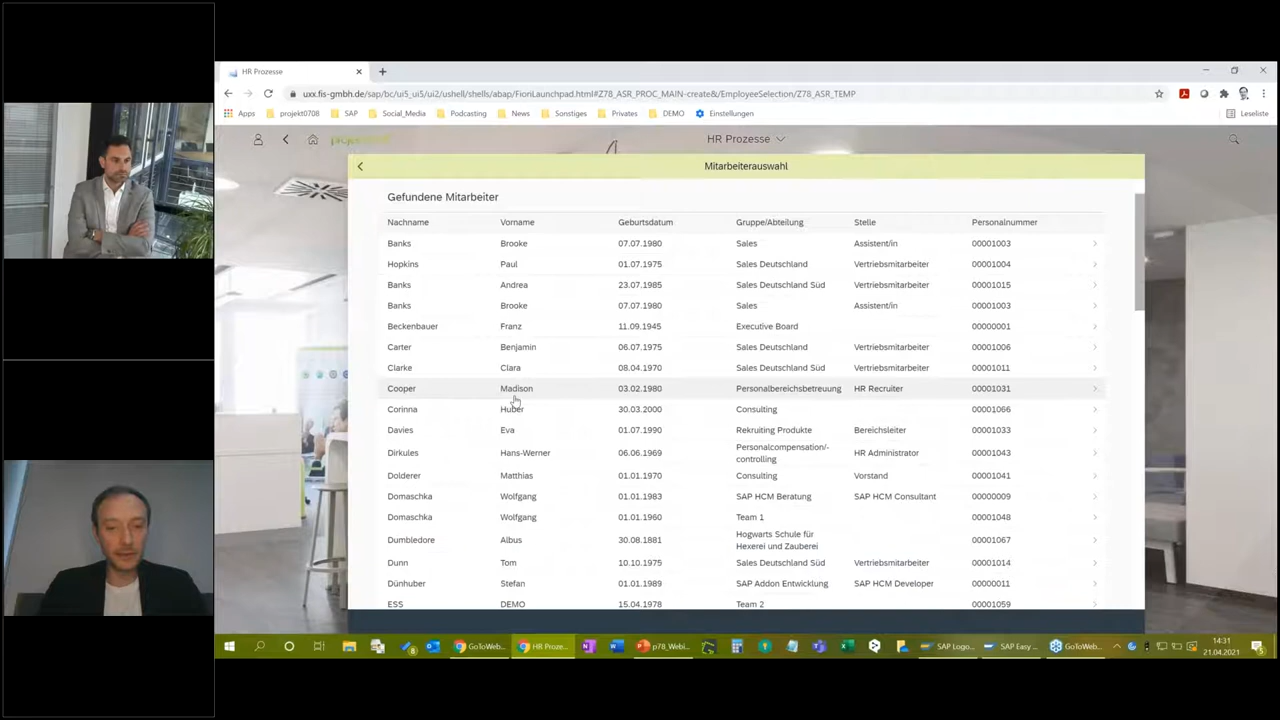 HR Prozesse
uxx.fis-gmbh.de/sap/bc/ui5_ui5/ui2/ushell/shells/abap/FioriLaunchpad.html#Z78_ASR_PROC_MAIN-create&/EmployeeSelection/Z78_ASR_TEMP
Apps projekt0708 SAP Social_Media Podcasting News Sonstiges Privates DEMO Einstellungen Leseliste
HR Prozesse
Mitarbeiterauswahl
Gefundene Mitarbeiter
Nachname Vorname Geburtsdatum Gruppe/Abteilung Stelle Personalnummer
Banks Brooke 07.07.1980 Sales Assistent/in 00001003
Hopkins Paul 01.07.1975 Sales Deutschland Vertriebsmitarbeiter 00001004
Banks Andrea 23.07.1985 Sales Deutschland Süd Vertriebsmitarbeiter 00001015
Banks Brooke 07.07.1980 Sales Assistent/in 00001003
Beckenbauer Franz 11.09.1945 Executive Board 00000001
Carter Benjamin 06.07.1975 Sales Deutschland Vertriebsmitarbeiter 00001006
Clarke Clara 08.04.1970 Sales Deutschland Süd Vertriebsmitarbeiter 00001011
Cooper Madison 03.02.1980 Personalbereichsbetreuung HR Recruiter 00001031
Corinna Huber 30.03.2000 Consulting 00001066
Davies Eva 01.07.1990 Rekruiting Produkte Bereichsleiter 00001033
Dirkules Hans-Werner 06.06.1969 Personalcompensation/-controlling HR Administrator 00001043
Dolderer Matthias 01.01.1970 Consulting Vorstand 00001041
Domaschka Wolfgang 01.01.1983 SAP HCM Beratung SAP HCM Consultant 00000009
Domaschka Wolfgang 01.01.1960 Team 1 00001048
Dumbledore Albus 30.08.1881 Hogwarts Schule für Hexerei und Zauberei 00001067
Dunn Tom 10.10.1975 Sales Deutschland Süd Vertriebsmitarbeiter 00001014
Dünhuber Stefan 01.01.1989 SAP Addon Entwicklung SAP HCM Developer 00000011
ESS DEMO 15.04.1978 Team 2 00001059
GoToWeb... HR Proze... p78_Webi... SAP Logo... SAP Easy ... GoToWeb... 14:31
21.04.2021